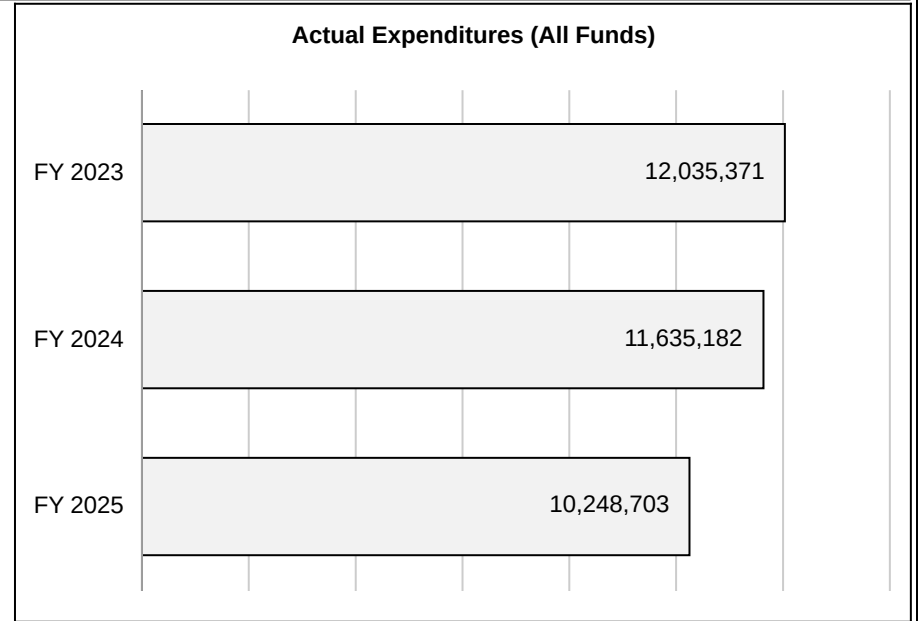 Actual Expenditures (All Funds)
FY 2023 12,035,371
FY 2024 11,635,182
FY 2025 10,248,703